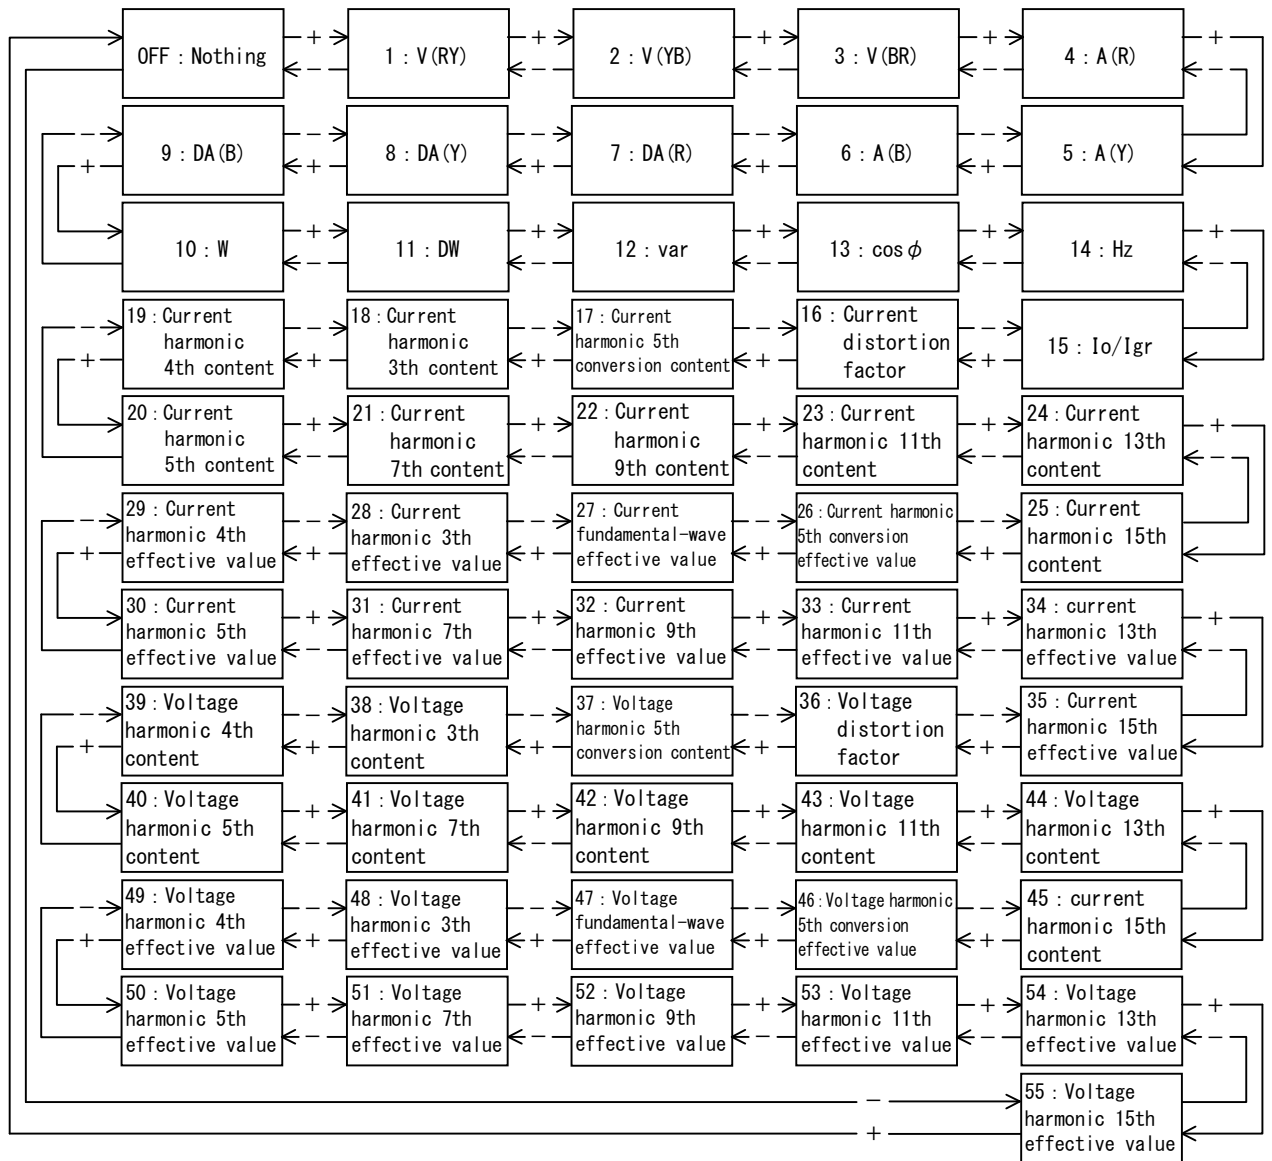 OFF : Nothing
1 : V(RY)
2 : V(YB)
3 : V(BR)
4 : A(R)
+ + + + +
− − − − −
9 : DA(B)
8 : DA(Y)
7 : DA(R)
6 : A(B)
5 : A(Y)
− − − − −
+ + + + +
10 : W
11 : DW
12 : var
13 : cosφ
14 : Hz
+ + + + +
− − − − −
19 : Current
harmonic
4th content
18 : Current
harmonic
3th content
17 : Current
harmonic 5th
conversion content
16 : Current
distortion
factor
15 : Io/Igr
− − − − −
+ + + + +
20 : Current
harmonic
5th content
21 : Current
harmonic
7th content
22 : Current
harmonic
9th content
23 : Current
harmonic 11th
content
24 : Current
harmonic 13th
content
+ + + + +
− − − − −
29 : Current
harmonic 4th
effective value
28 : Current
harmonic 3th
effective value
27 : Current
fundamental-wave
effective value
26 : Current harmonic
5th conversion
effective value
25 : Current
harmonic 15th
content
− − − − −
+ + + + +
30 : Current
harmonic 5th
effective value
31 : Current
harmonic 7th
effective value
32 : Current
harmonic 9th
effective value
33 : Current
harmonic 11th
effective value
34 : current
harmonic 13th
effective value
+ + + + +
− − − − −
39 : Voltage
harmonic 4th
content
38 : Voltage
harmonic 3th
content
37 : Voltage
harmonic 5th
conversion content
36 : Voltage
distortion
factor
35 : Current
harmonic 15th
effective value
− − − − −
+ + + + +
40 : Voltage
harmonic 5th
content
41 : Voltage
harmonic 7th
content
42 : Voltage
harmonic 9th
content
43 : Voltage
harmonic 11th
content
44 : Voltage
harmonic 13th
content
+ + + + +
− − − − −
49 : Voltage
harmonic 4th
effective value
48 : Voltage
harmonic 3th
effective value
47 : Voltage
fundamental-wave
effective value
46 : Voltage harmonic
5th conversion
effective value
45 : current
harmonic 15th
content
− − − − −
+ + + + +
50 : Voltage
harmonic 5th
effective value
51 : Voltage
harmonic 7th
effective value
52 : Voltage
harmonic 9th
effective value
53 : Voltage
harmonic 11th
effective value
54 : Voltage
harmonic 13th
effective value
+ + + + +
− − − − −
55 : Voltage
harmonic 15th
effective value
−
+